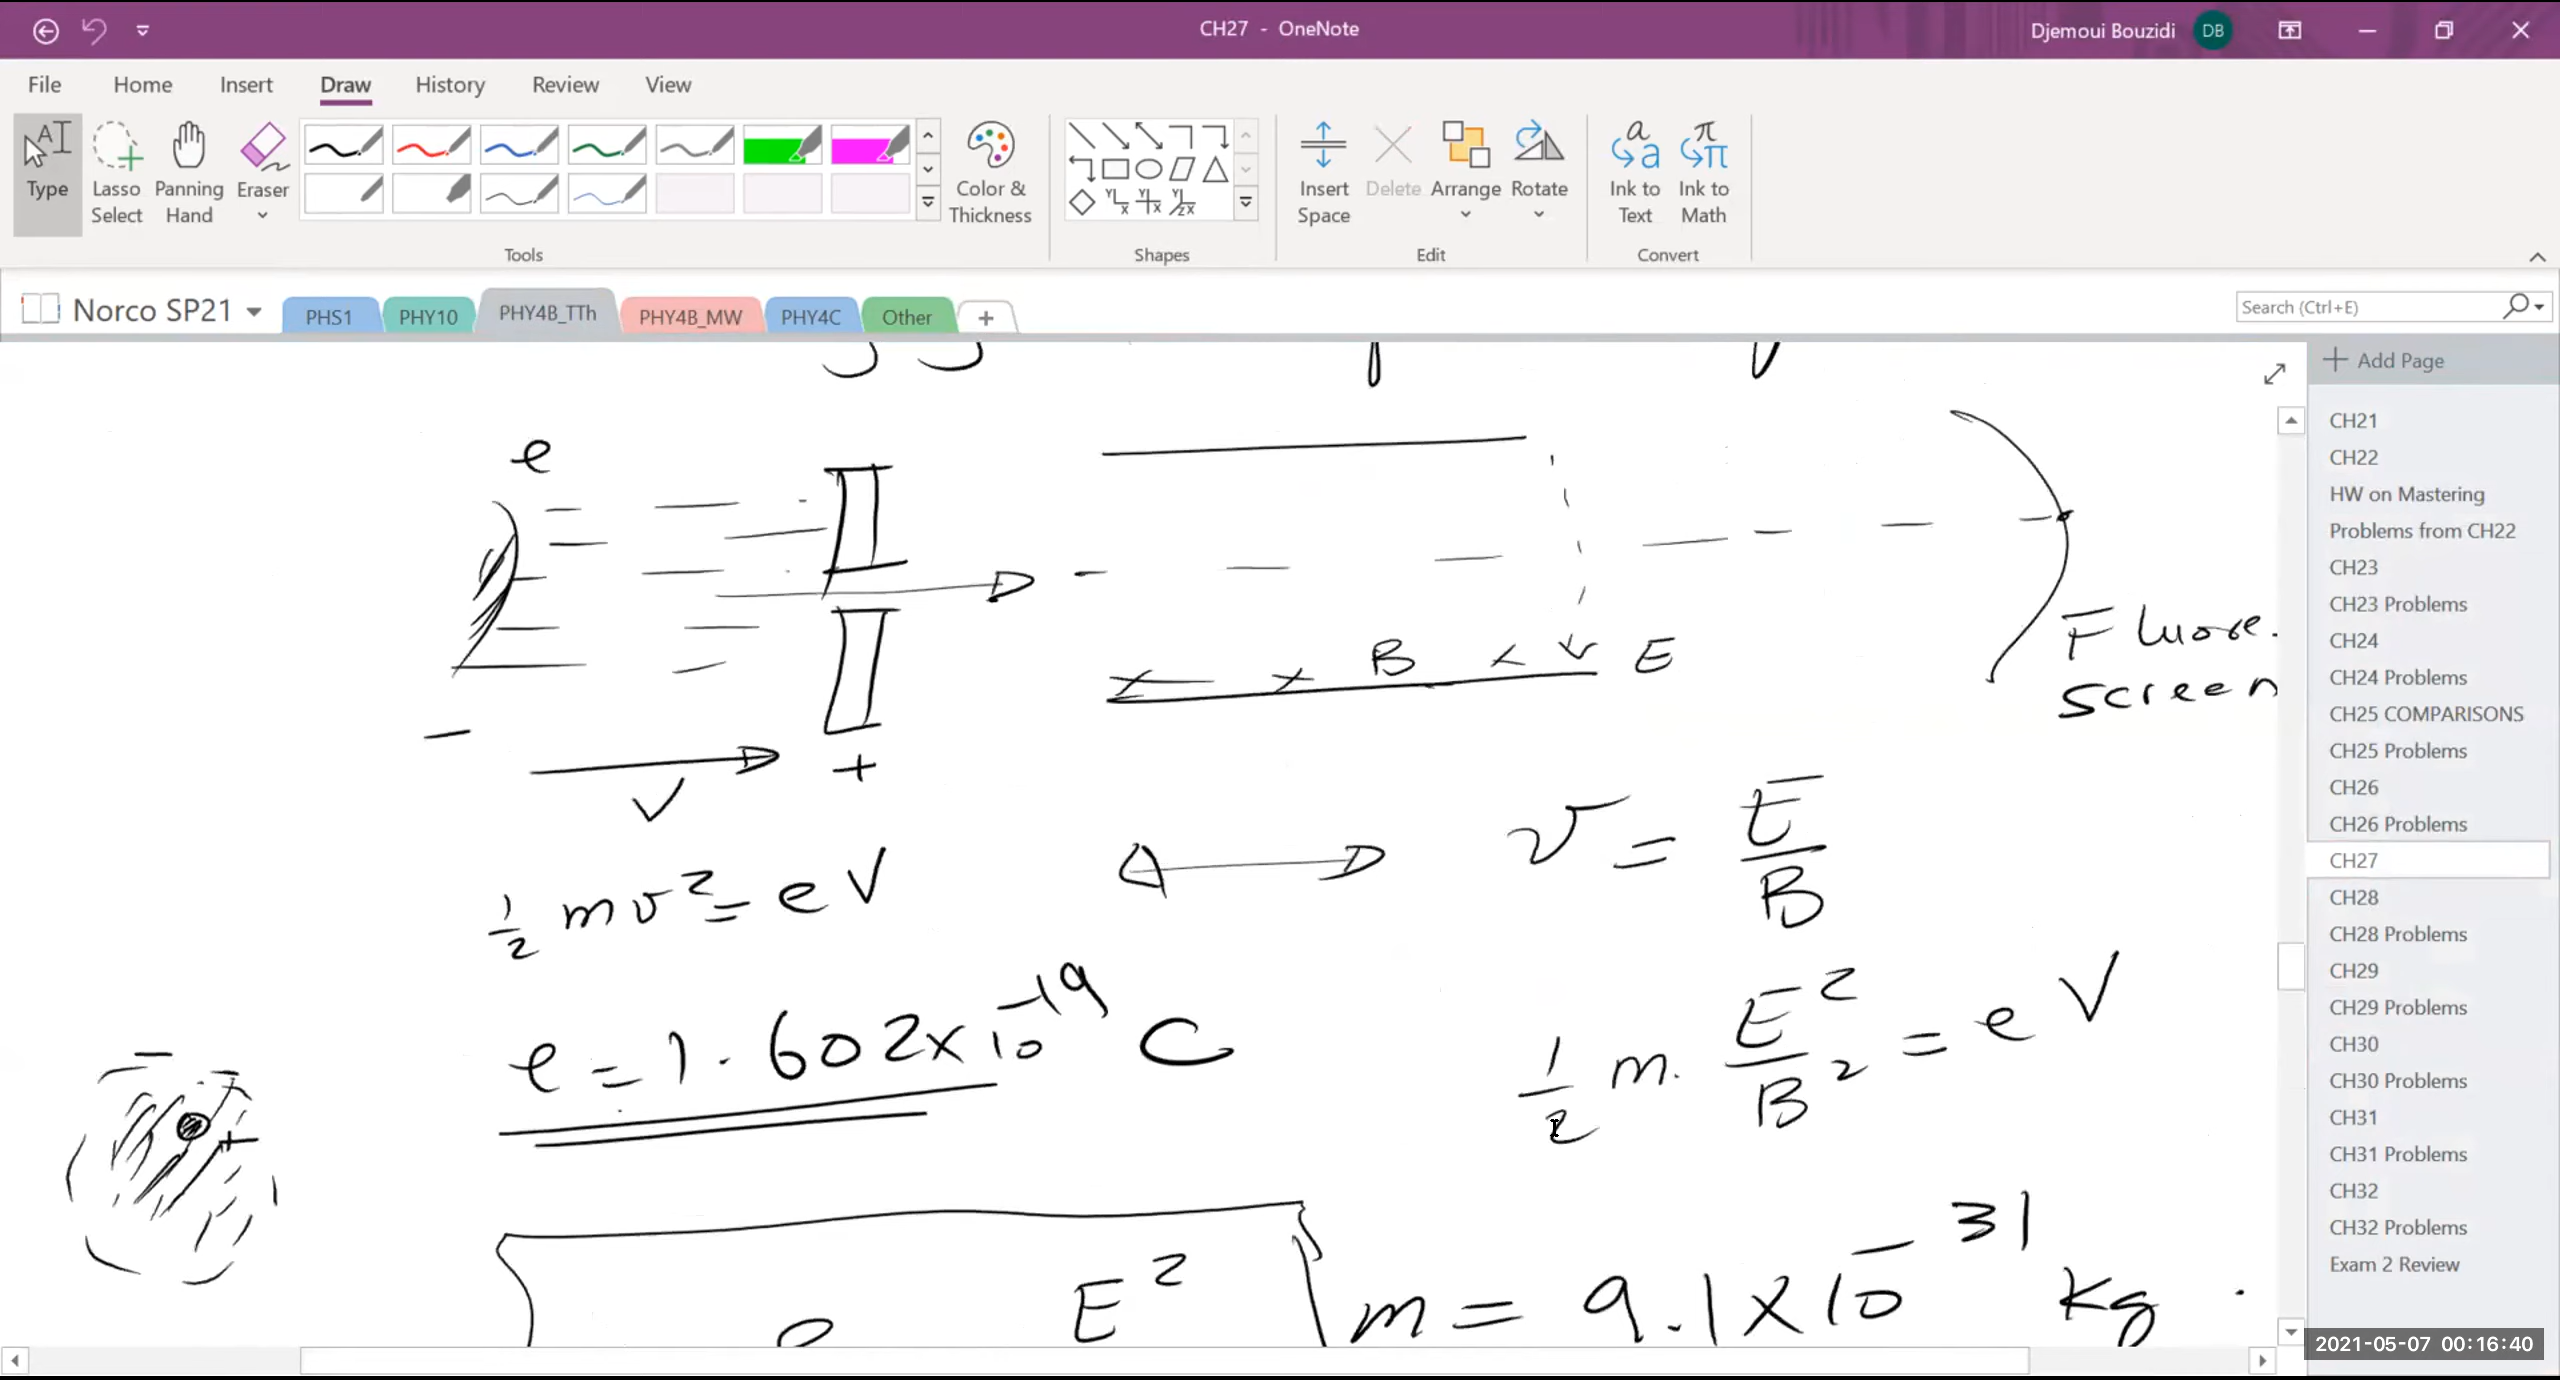 CH27 - OneNote
Djemoui Bouzidi DB
File Home Insert Draw History Review View
Type
Lasso Select
Panning Hand
Eraser
Color & Thickness
Insert Space
Delete
Arrange
Rotate
Ink to Text
Ink to Math
Tools Shapes Edit Convert
Norco SP21 PHS1 PHY10 PHY4B_TTh PHY4B_MW PHY4C Other +
Search (Ctrl+E)
Add Page
CH21
CH22
HW on Mastering
Problems from CH22
CH23
CH23 Problems
CH24
CH24 Problems
CH25 COMPARISONS
CH25 Problems
CH26
CH26 Problems
CH27
CH28
CH28 Problems
CH29
CH29 Problems
CH30
CH30 Problems
CH31
CH31 Problems
CH32
CH32 Problems
Exam 2 Review
e
B E
Fluore.
screen
- V +
½ mv² = eV
v = E/B
e = 1.602 x 10⁻¹⁹ C
½ m. E²/B² = eV
+
e E²
m = 9.1 x 10⁻³¹ kg.
2021-05-07 00:16:40